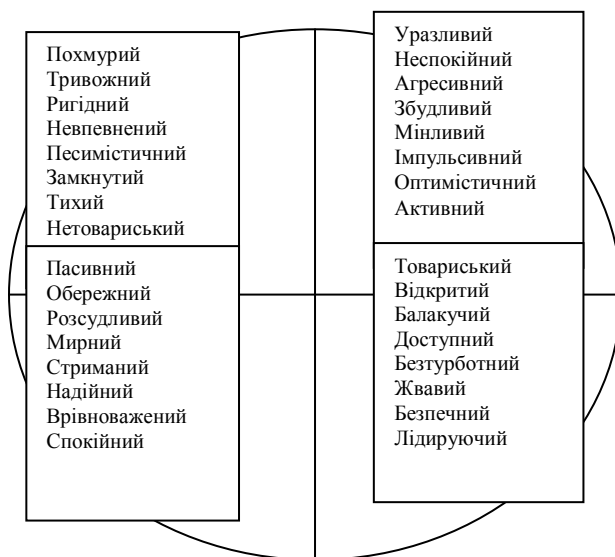 Похмурий
Тривожний
Ригідний
Невпевнений
Песимістичний
Замкнутий
Тихий
Нетовариський
Уразливий
Неспокійний
Агресивний
Збудливий
Мінливий
Імпульсивний
Оптимістичний
Активний
Пасивний
Обережний
Розсудливий
Мирний
Стриманий
Надійний
Врівноважений
Спокійний
Товариський
Відкритий
Балакучий
Доступний
Безтурботний
Жвавий
Безпечний
Лідируючий